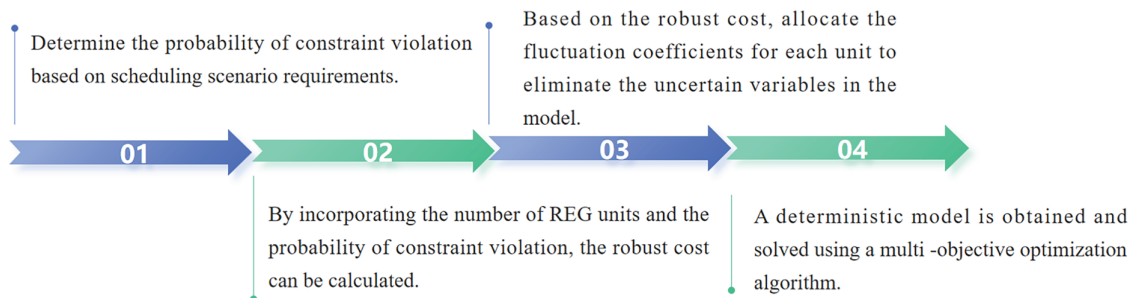 Determine the probability of constraint violation
based on scheduling scenario requirements.
01
By incorporating the number of REG units and the
probability of constraint violation, the robust cost
can be calculated.
02
Based on the robust cost, allocate the
fluctuation coefficients for each unit to
eliminate the uncertain variables in the
model.
03
A deterministic model is obtained and
solved using a multi -objective optimization
algorithm.
04